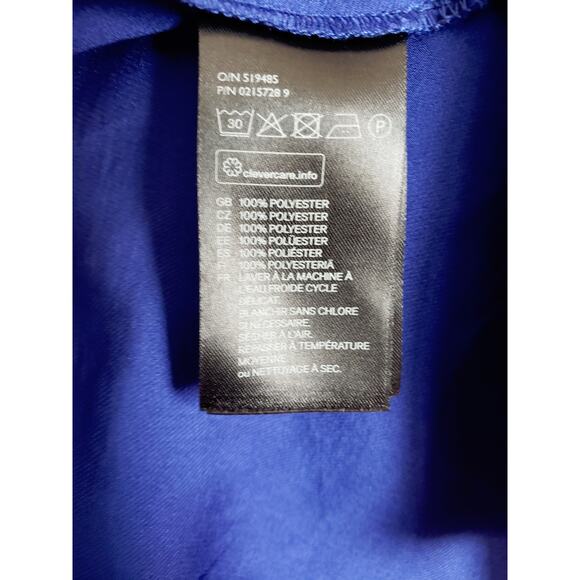 O/N 519485
P/N 0215728 9
30 P
clevercare.info
GB 100% POLYESTER
CZ 100% POLYESTER
DE 100% POLYESTER
EE 100% POLÜESTER
ES 100% POLIÉSTER
FI 100% POLYESTERIÄ
FR LAVER À LA MACHINE À
L'EAU FROIDE CYCLE
DÉLICAT.
BLANCHIR SANS CHLORE
SI NÉCESSAIRE.
SÉCHER À L'AIR.
REPASSER À TEMPÉRATURE
MOYENNE
ou NETTOYAGE À SEC.